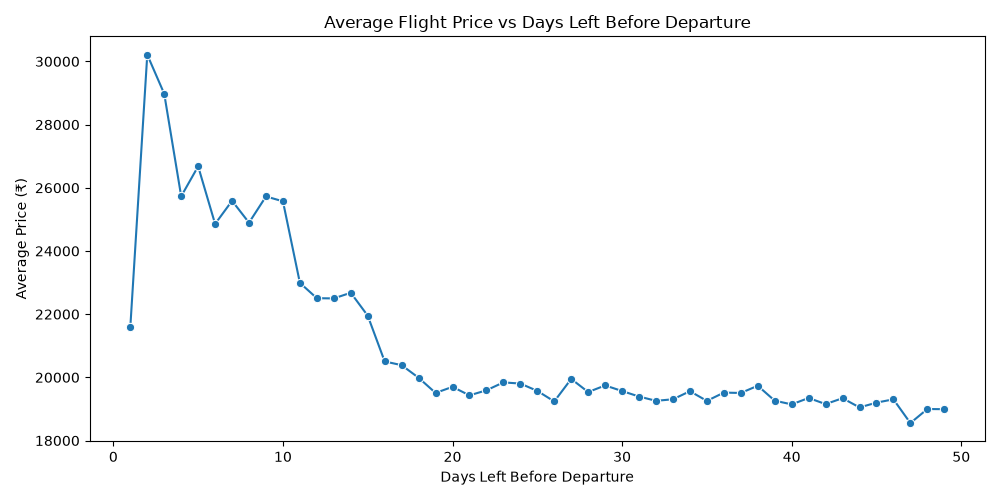 Average Flight Price vs Days Left Before Departure
Average Price (₹)
30000
28000
26000
24000
22000
20000
18000
0 10 20 30 40 50
Days Left Before Departure